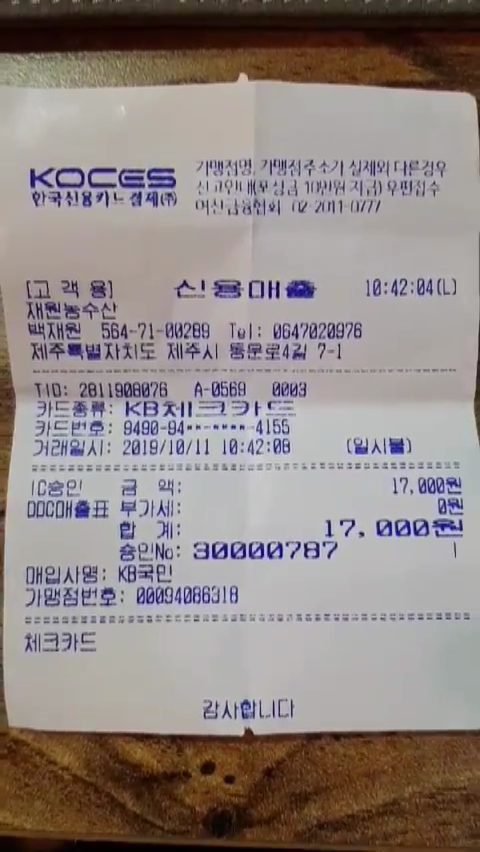 KOCES
한국신용카드결제(주)
가맹점명, 가맹점주소가 실제와 다른경우
신고안내(포상금 10만원 지급) 우편접수
여신금융협회 02-2011-0777
[고 객 용] 신용매출 10:42:04(L)
재원농수산
백재원 564-71-00289 Tel: 0647020976
제주특별자치도 제주시 동문로4길 7-1
TID: 2811908076 A-0569 0003
카드종류: KB체크카드
카드번호: 9490-94**-****-4155
거래일시: 2019/10/11 10:42:08 (일시불)
IC승인 금 액: 17,000원
DDC매출표 부가세: 0원
합 계: 17,000원
승인No: 30000787
매입사명: KB국민
가맹점번호: 00094086318
체크카드
감사합니다